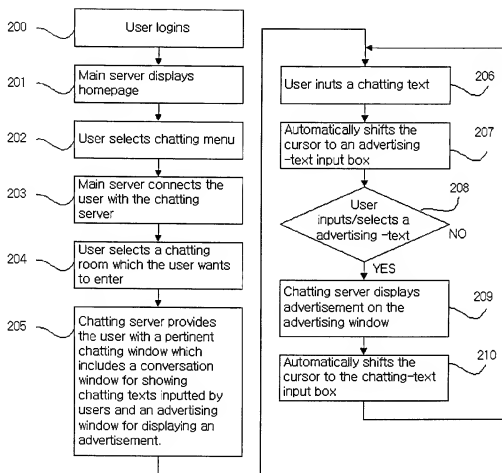 200
User logins
201
Main server displays
homepage
202
User selects chatting menu
203
Main server connects the
user with the chatting
server
204
User selects a chatting
room which the user wants
to enter
205
Chatting server provides
the user with a pertinent
chatting window which
includes a conversation
window for showing
chatting texts inputted by
users and an advertising
window for displaying an
advertisement.
User inuts a chatting text
206
Automatically shifts the
cursor to an advertising
-text input box
207
User
inputs/selects a
advertising -text
208
NO
YES
Chatting server displays
advertisement on the
advertising window
209
Automatically shifts the
cursor to the chatting-text
input box
210